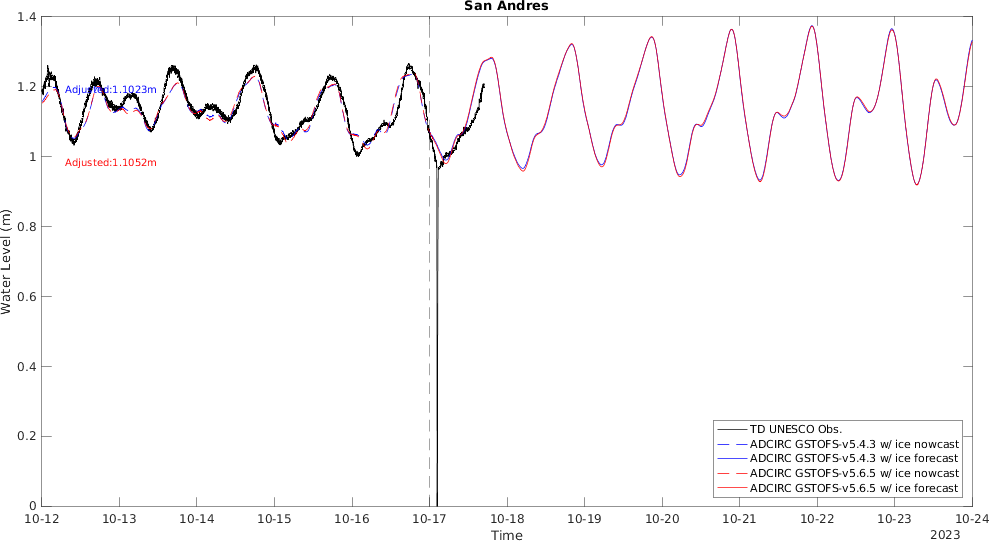 San Andres
1.4
1.2
1
0.8
0.6
0.4
0.2
0
Water Level (m)
Adjusted:1.1023m
Adjusted:1.1052m
TD UNESCO Obs.
ADCIRC GSTOFS-v5.4.3 w/ ice nowcast
ADCIRC GSTOFS-v5.4.3 w/ ice forecast
ADCIRC GSTOFS-v5.6.5 w/ ice nowcast
ADCIRC GSTOFS-v5.6.5 w/ ice forecast
10-12 10-13 10-14 10-15 10-16 10-17 10-18 10-19 10-20 10-21 10-22 10-23 10-24
Time
2023